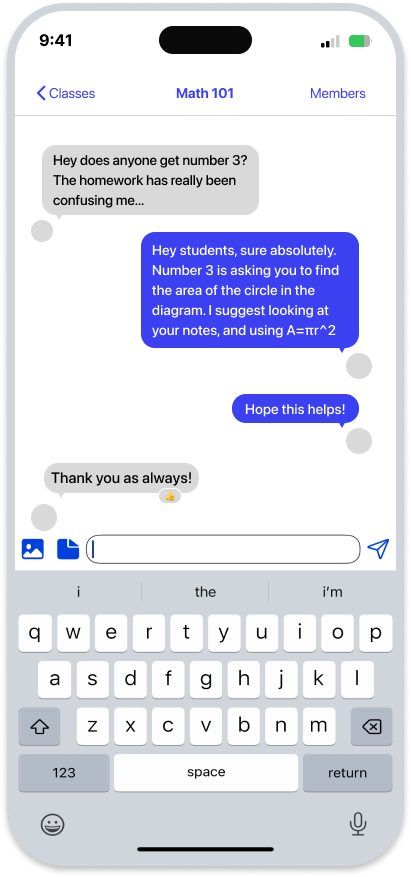 9:41
Classes Math 101 Members
Hey does anyone get number 3?
The homework has really been
confusing me...
Hey students, sure absolutely.
Number 3 is asking you to find
the area of the circle in the
diagram. I suggest looking at
your notes, and using A=πr^2
Hope this helps!
Thank you as always!
i the i'm
q w e r t y u i o p
a s d f g h j k l
z x c v b n m
123 space return